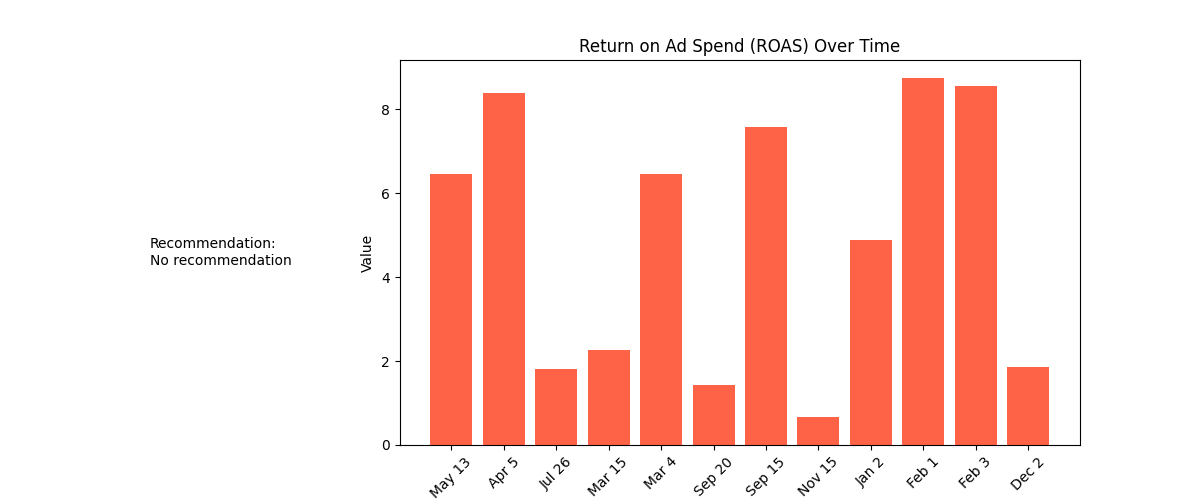 Return on Ad Spend (ROAS) Over Time
Recommendation:
No recommendation
Value
8
6
4
2
0
May 13
Apr 5
Jul 26
Mar 15
Mar 4
Sep 20
Sep 15
Nov 15
Jan 2
Feb 1
Feb 3
Dec 2